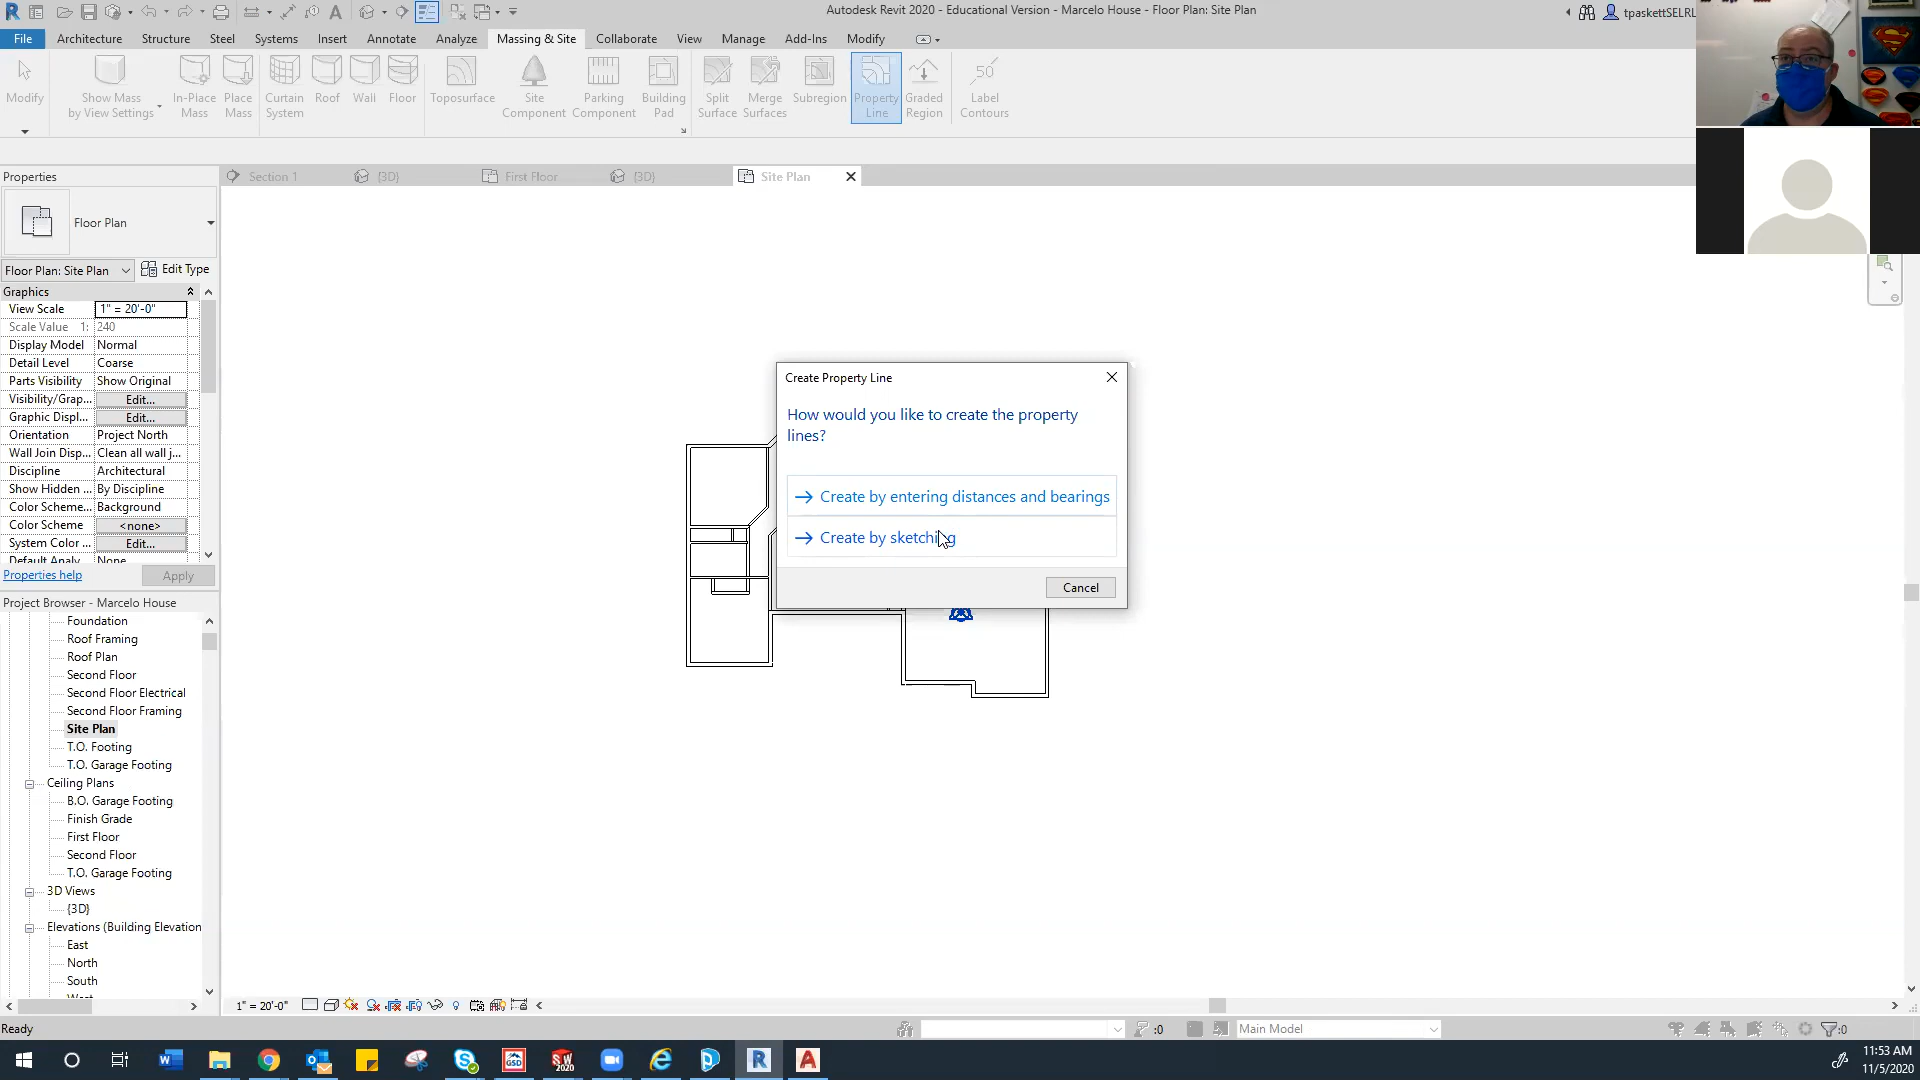 Autodesk Revit 2020 - Educational Version - Marcelo House - Floor Plan: Site Plan
tpaskettSELRL
File Architecture Structure Steel Systems Insert Annotate Analyze Massing & Site Collaborate View Manage Add-Ins Modify
Modify
Show Mass
by View Settings
In-Place
Mass
Place
Mass
Curtain
System
Roof
Wall
Floor
Toposurface
Site
Component
Parking
Component
Building
Pad
Split
Surface
Merge
Surfaces
Subregion
Property
Line
Graded
Region
50
Label
Contours
Properties
Section 1
{3D}
First Floor
{3D}
Site Plan
Floor Plan
Floor Plan: Site Plan
Edit Type
Graphics
View Scale 1" = 20'-0"
Scale Value 1: 240
Display Model Normal
Detail Level Coarse
Parts Visibility Show Original
Visibility/Grap... Edit...
Graphic Displ... Edit...
Orientation Project North
Wall Join Disp... Clean all wall j...
Discipline Architectural
Show Hidden ... By Discipline
Color Scheme... Background
Color Scheme <none>
System Color ... Edit...
Default Analy... None
Properties help
Apply
Create Property Line
How would you like to create the property
lines?
Create by entering distances and bearings
Create by sketching
Cancel
Project Browser - Marcelo House
Foundation
Roof Framing
Roof Plan
Second Floor
Second Floor Electrical
Second Floor Framing
Site Plan
T.O. Footing
T.O. Garage Footing
Ceiling Plans
B.O. Garage Footing
Finish Grade
First Floor
Second Floor
T.O. Garage Footing
3D Views
{3D}
Elevations (Building Elevation
East
North
South
West
1" = 20'-0"
Ready
:0
Main Model
:0
11:53 AM
11/5/2020